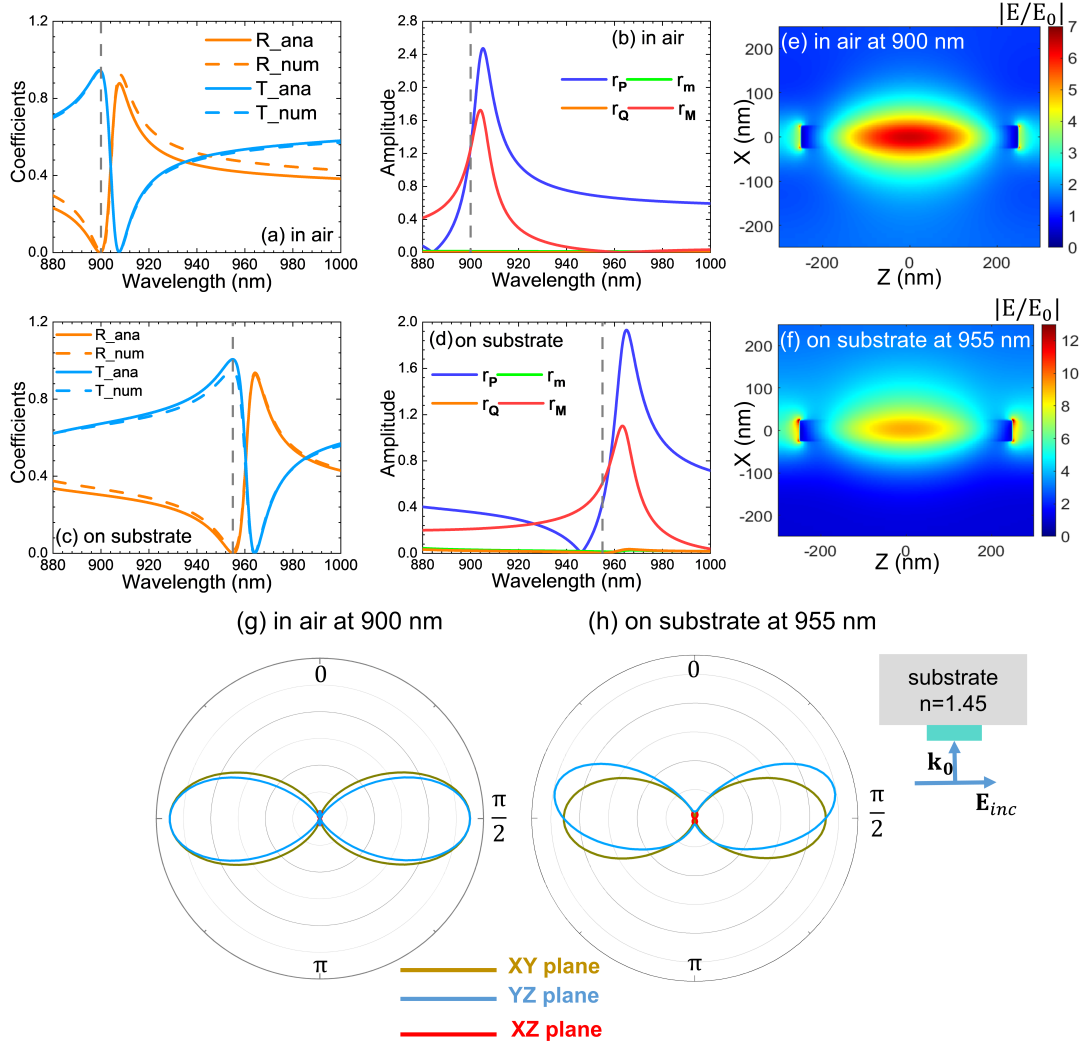 1.2
0.8
0.4
0.0
Coefficients
R_ana
R_num
T_ana
T_num
(a) in air
880 900 920 940 960 980 1000
Wavelength (nm)
2.8
2.4
2.0
1.6
1.2
0.8
0.4
0.0
Amplitude
(b) in air
rP rm
rQ rM
880 900 920 940 960 980 1000
Wavelength (nm)
|E/E0|
(e) in air at 900 nm
200
100
0
-100
-200
X (nm)
-200 0 200
Z (nm)
7
6
5
4
3
2
1
0
1.2
0.8
0.4
0.0
Coefficients
R_ana
R_num
T_ana
T_num
(c) on substrate
880 900 920 940 960 980 1000
Wavelength (nm)
2.0
1.6
1.2
0.8
0.4
0.0
Amplitude
(d) on substrate
rP rm
rQ rM
880 900 920 940 960 980 1000
Wavelength (nm)
|E/E0|
(f) on substrate at 955 nm
200
100
0
-100
-200
X (nm)
-200 0 200
Z (nm)
12
10
8
6
4
2
0
(g) in air at 900 nm
0
π/2
π
(h) on substrate at 955 nm
0
π/2
π
substrate
n=1.45
k0
Einc
XY plane
YZ plane
XZ plane